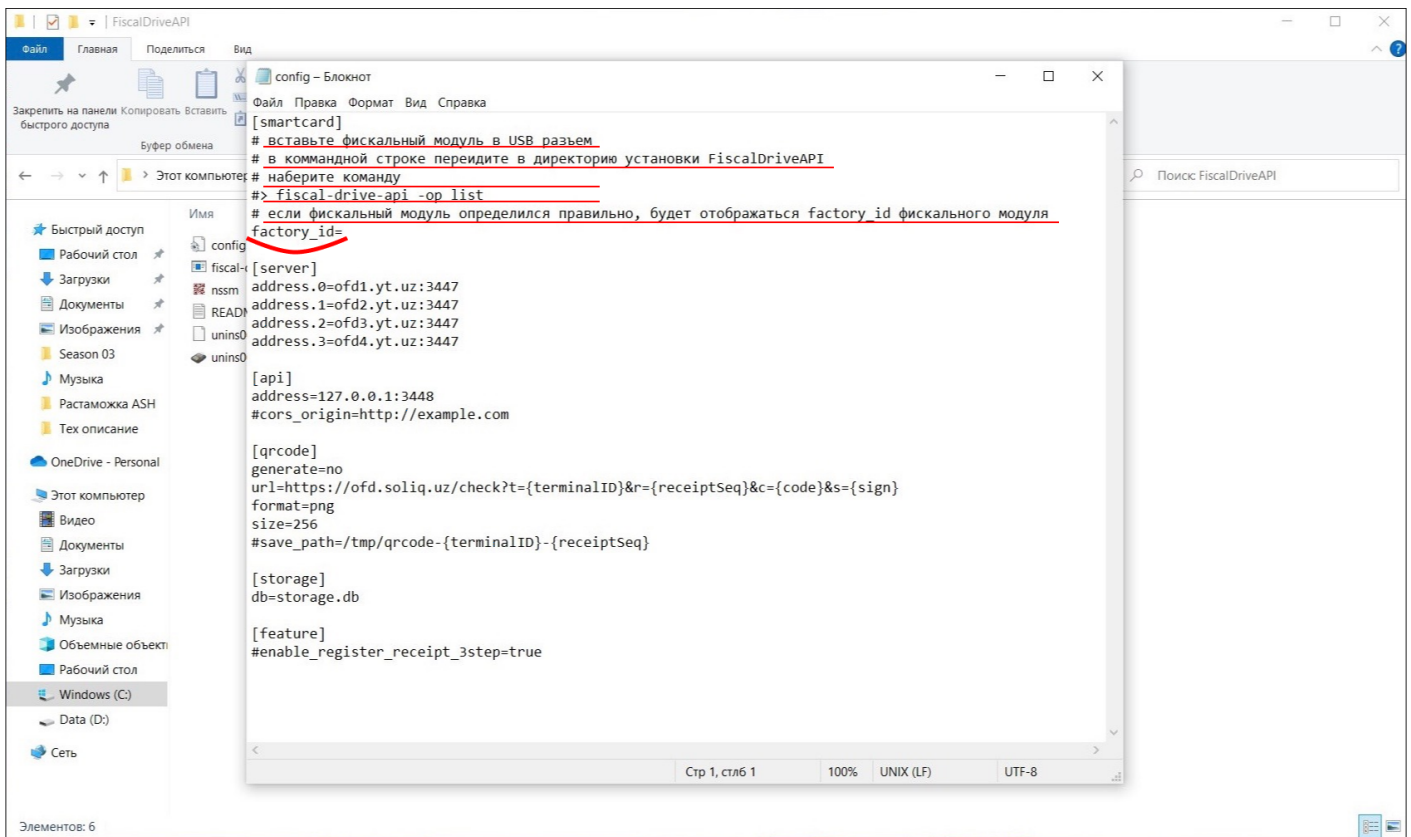 FiscalDriveAPI
Файл Главная Поделиться Вид
Закрепить на панели быстрого доступа
Копировать
Вставить
Буфер обмена
Этот компьютер
Поиск: FiscalDriveAPI
Имя
Быстрый доступ
Рабочий стол
Загрузки
Документы
Изображения
Season 03
Музыка
Растаможка ASH
Тех описание
OneDrive - Personal
Этот компьютер
Видео
Документы
Загрузки
Изображения
Музыка
Объемные объект
Рабочий стол
Windows (C:)
Data (D:)
Сеть
config
fiscal-
nssm
READ
unins0
unins0
config – Блокнот
Файл Правка Формат Вид Справка
[smartcard]
# вставьте фискальный модуль в USB разъем
# в коммандной строке переидите в директорию установки FiscalDriveAPI
# наберите команду
#> fiscal-drive-api -op list
# если фискальный модуль определился правильно, будет отображаться factory_id фискального модуля
factory_id=
[server]
address.0=ofd1.yt.uz:3447
address.1=ofd2.yt.uz:3447
address.2=ofd3.yt.uz:3447
address.3=ofd4.yt.uz:3447
[api]
address=127.0.0.1:3448
#cors_origin=http://example.com
[qrcode]
generate=no
url=https://ofd.soliq.uz/check?t={terminalID}&r={receiptSeq}&c={code}&s={sign}
format=png
size=256
#save_path=/tmp/qrcode-{terminalID}-{receiptSeq}
[storage]
db=storage.db
[feature]
#enable_register_receipt_3step=true
Стр 1, стлб 1 100% UNIX (LF) UTF-8
Элементов: 6